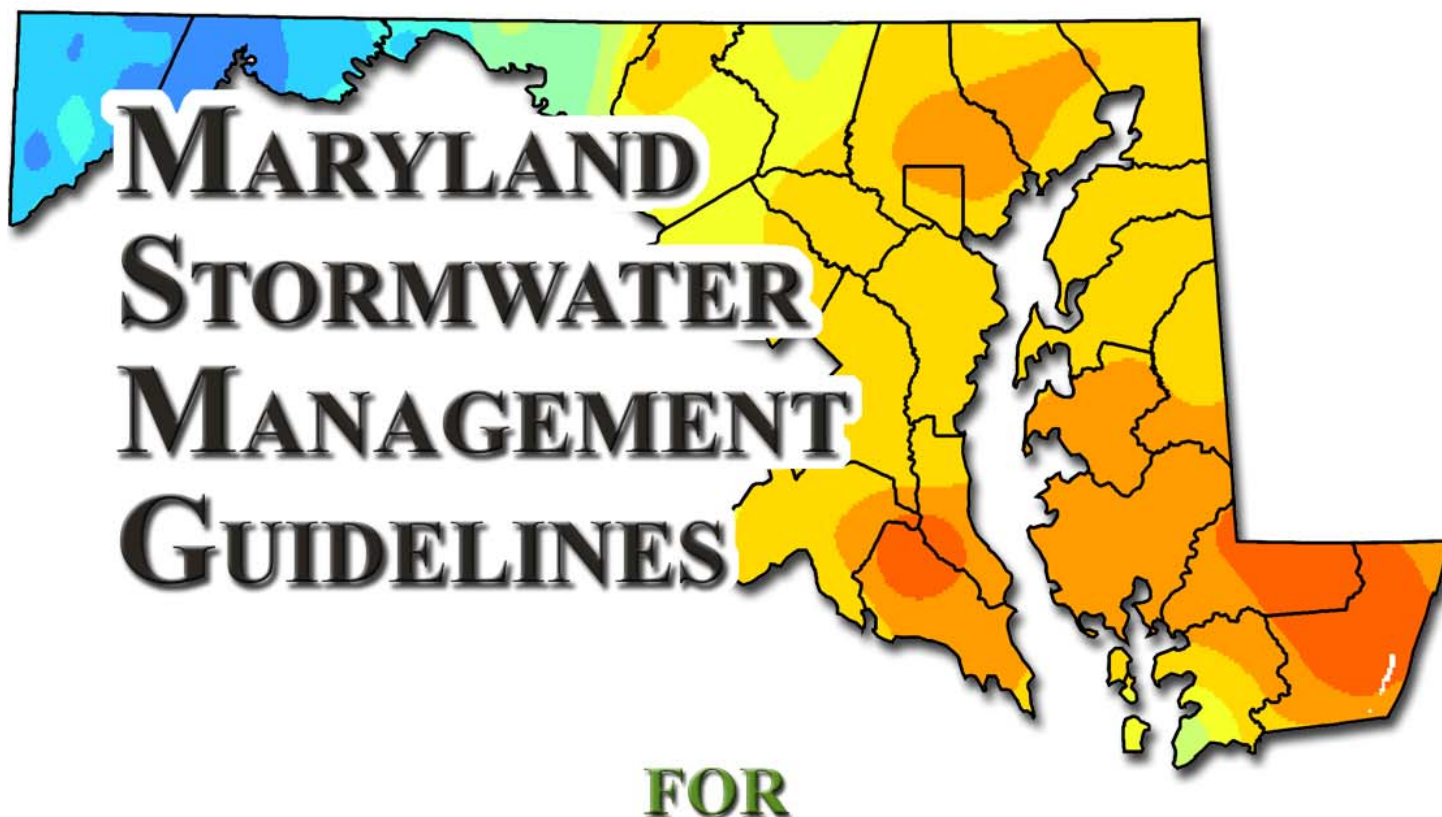 MARYLAND
STORMWATER
MANAGEMENT
GUIDELINES
FOR